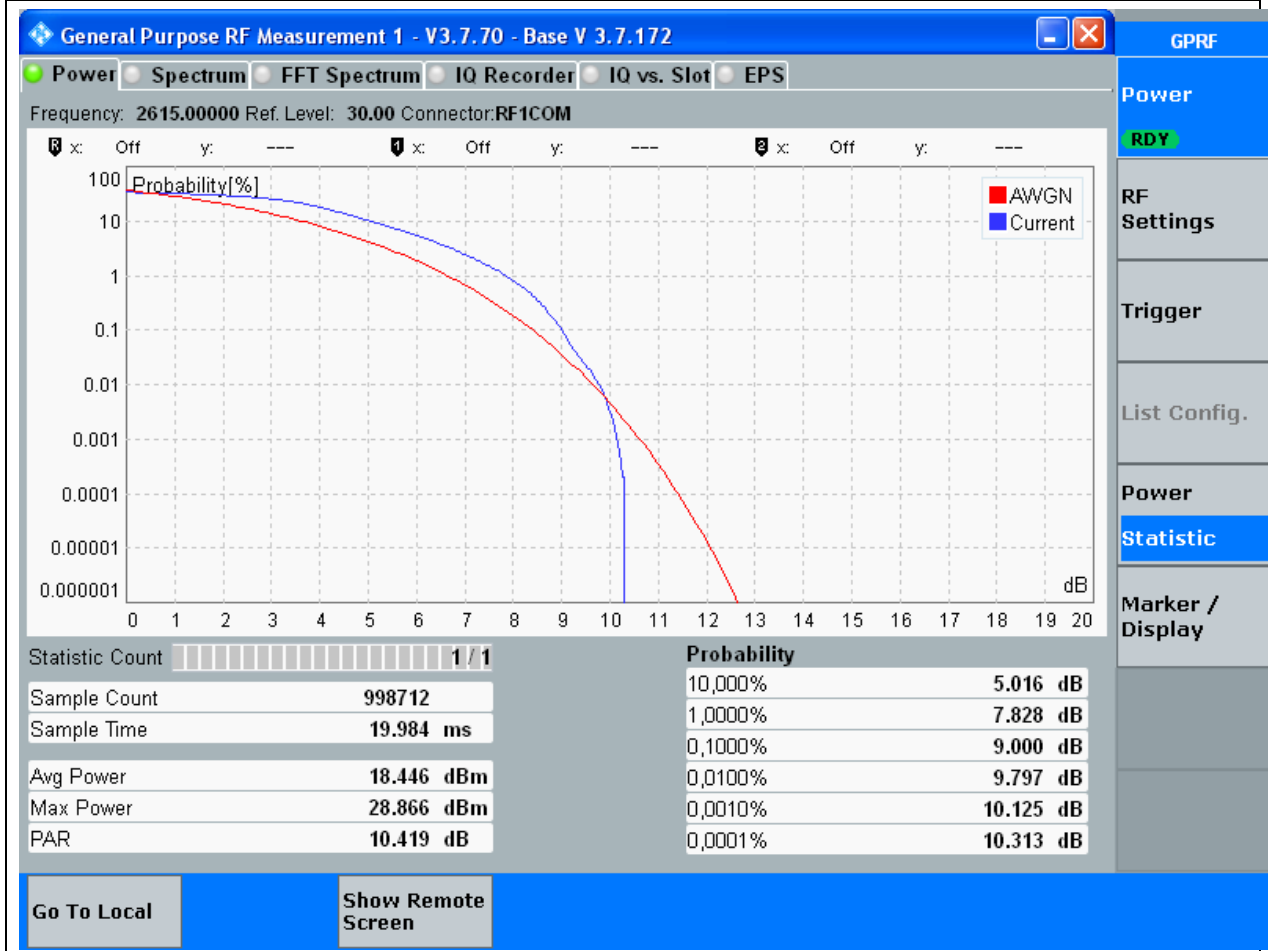 General Purpose RF Measurement 1 - V3.7.70 - Base V 3.7.172
GPRF
Power Spectrum FFT Spectrum IQ Recorder IQ vs. Slot EPS
Frequency: 2615.00000 Ref. Level: 30.00 Connector:RF1COM
R x: Off y: --- 1 x: Off y: --- 2 x: Off y: ---
Probability[%]
100
10
1
0.1
0.01
0.001
0.0001
0.00001
0.000001
AWGN
Current
dB
0 1 2 3 4 5 6 7 8 9 10 11 12 13 14 15 16 17 18 19 20
Statistic Count 1 / 1
Sample Count 998712
Sample Time 19.984 ms
Avg Power 18.446 dBm
Max Power 28.866 dBm
PAR 10.419 dB
Probability
10,000% 5.016 dB
1,0000% 7.828 dB
0,1000% 9.000 dB
0,0100% 9.797 dB
0,0010% 10.125 dB
0,0001% 10.313 dB
Power
RDY
RF
Settings
Trigger
List Config.
Power
Statistic
Marker /
Display
Go To Local
Show Remote
Screen